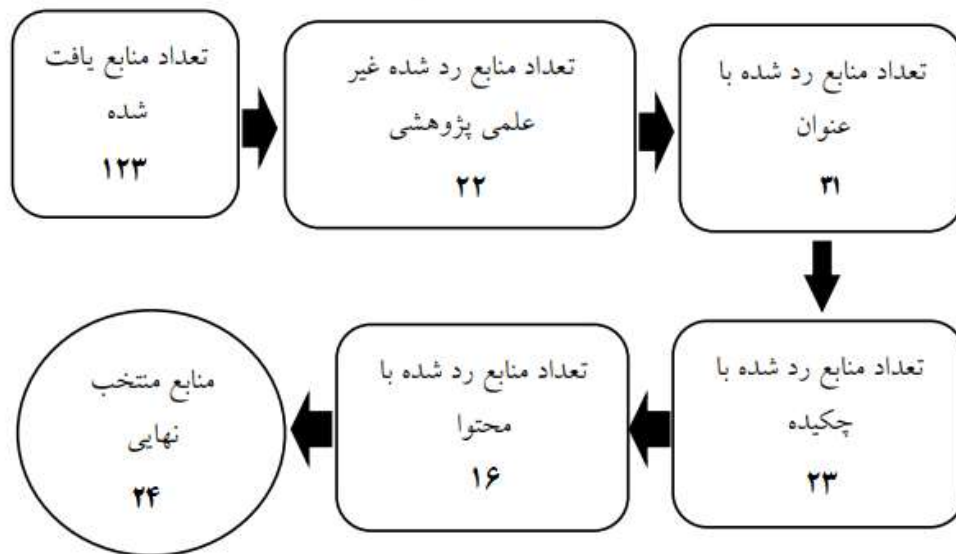 تعداد منابع یافت
شده
۱۲۳
تعداد منابع رد شده غیر
علمی پژوهشی
۲۲
تعداد منابع رد شده با
عنوان
۳۱
تعداد منابع رد شده با
چکیده
۲۳
تعداد منابع رد شده با
محتوا
۱۶
منابع منتخب
نهایی
۲۴